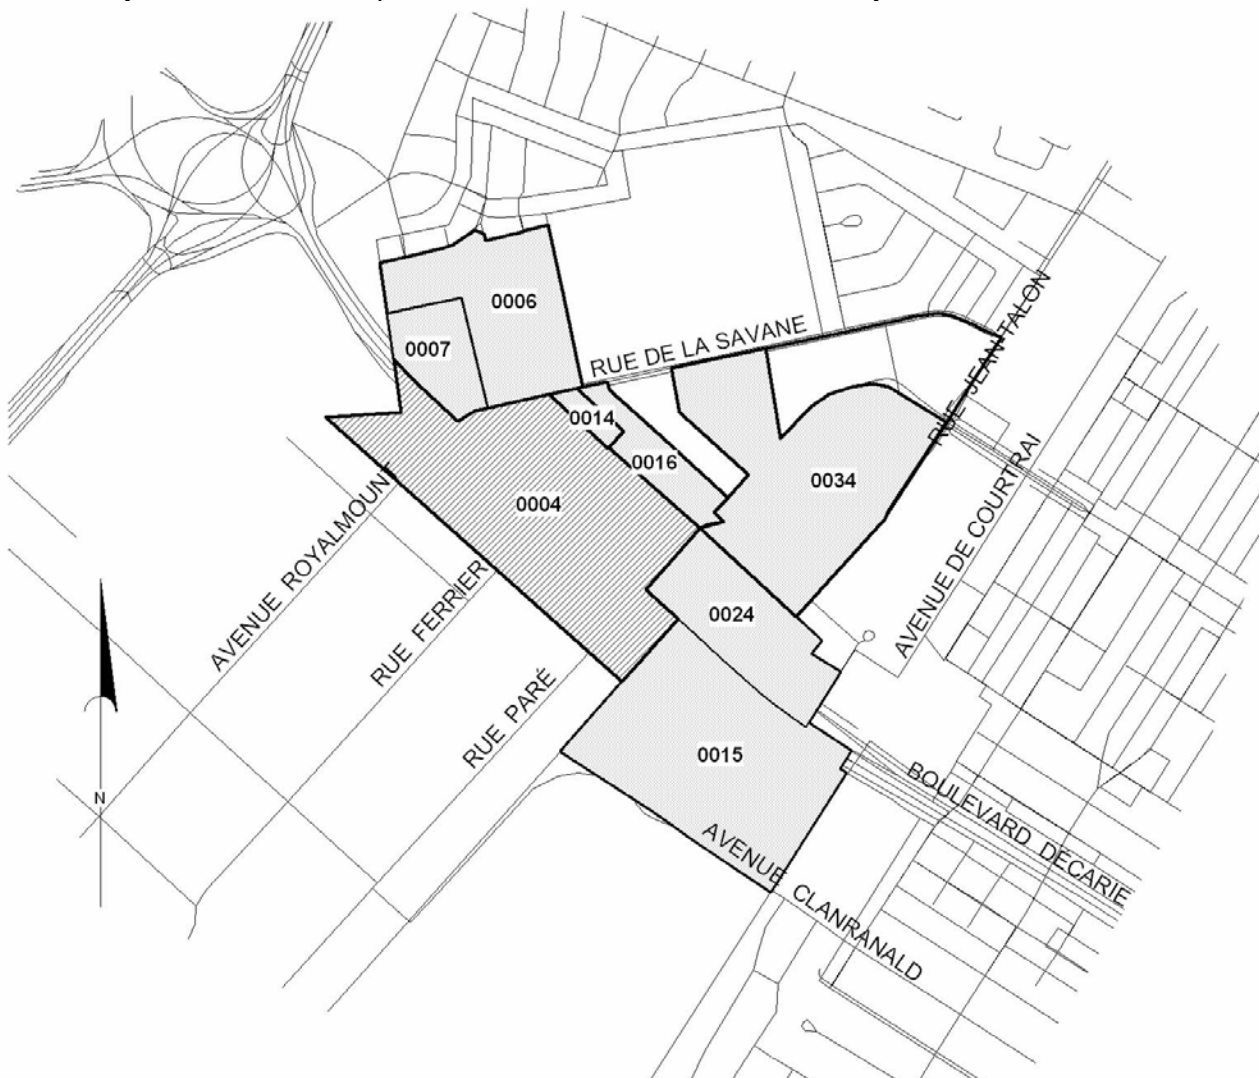 0006
RUE DE LA SAVANE
0007
RUE JEAN-TALON
0014
0016
0034
0004
AVENUE ROYALMOUNT
AVENUE DE COURTRAI
RUE FERRIER
0024
RUE PARÉ
0015
N
BOULEVARD DÉCARIE
AVENUE CLANRANALD